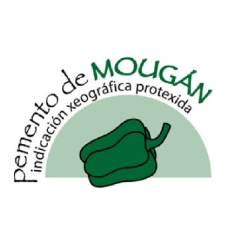 pemento de MOUGÁN
indicación xeográfica protexida